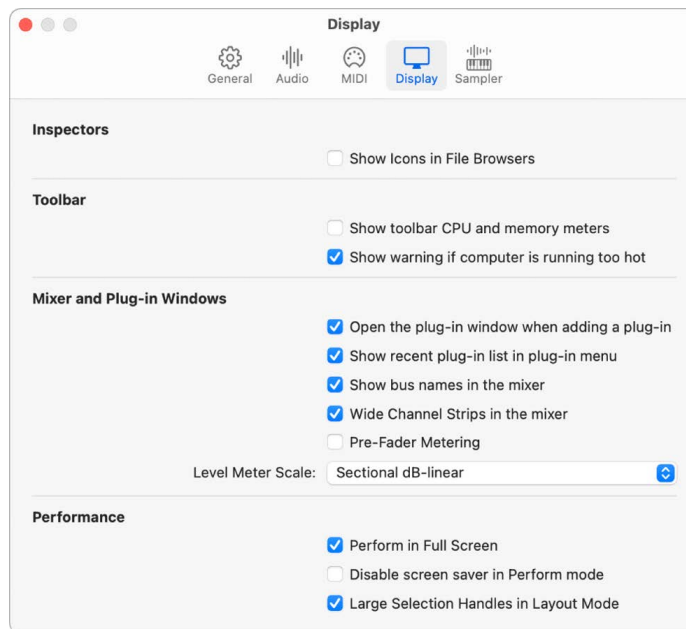 Display
General Audio MIDI Display Sampler
Inspectors
Show Icons in File Browsers
Toolbar
Show toolbar CPU and memory meters
Show warning if computer is running too hot
Mixer and Plug-in Windows
Open the plug-in window when adding a plug-in
Show recent plug-in list in plug-in menu
Show bus names in the mixer
Wide Channel Strips in the mixer
Pre-Fader Metering
Level Meter Scale: Sectional dB-linear
Performance
Perform in Full Screen
Disable screen saver in Perform mode
Large Selection Handles in Layout Mode